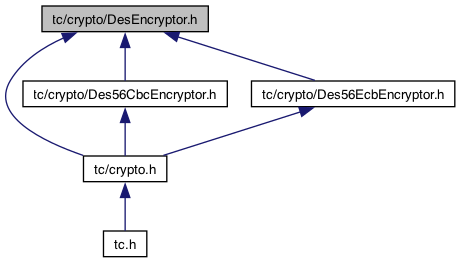 tc/crypto/DesEncryptor.h
tc/crypto/Des56CbcEncryptor.h
tc/crypto/Des56EcbEncryptor.h
tc/crypto.h
tc.h